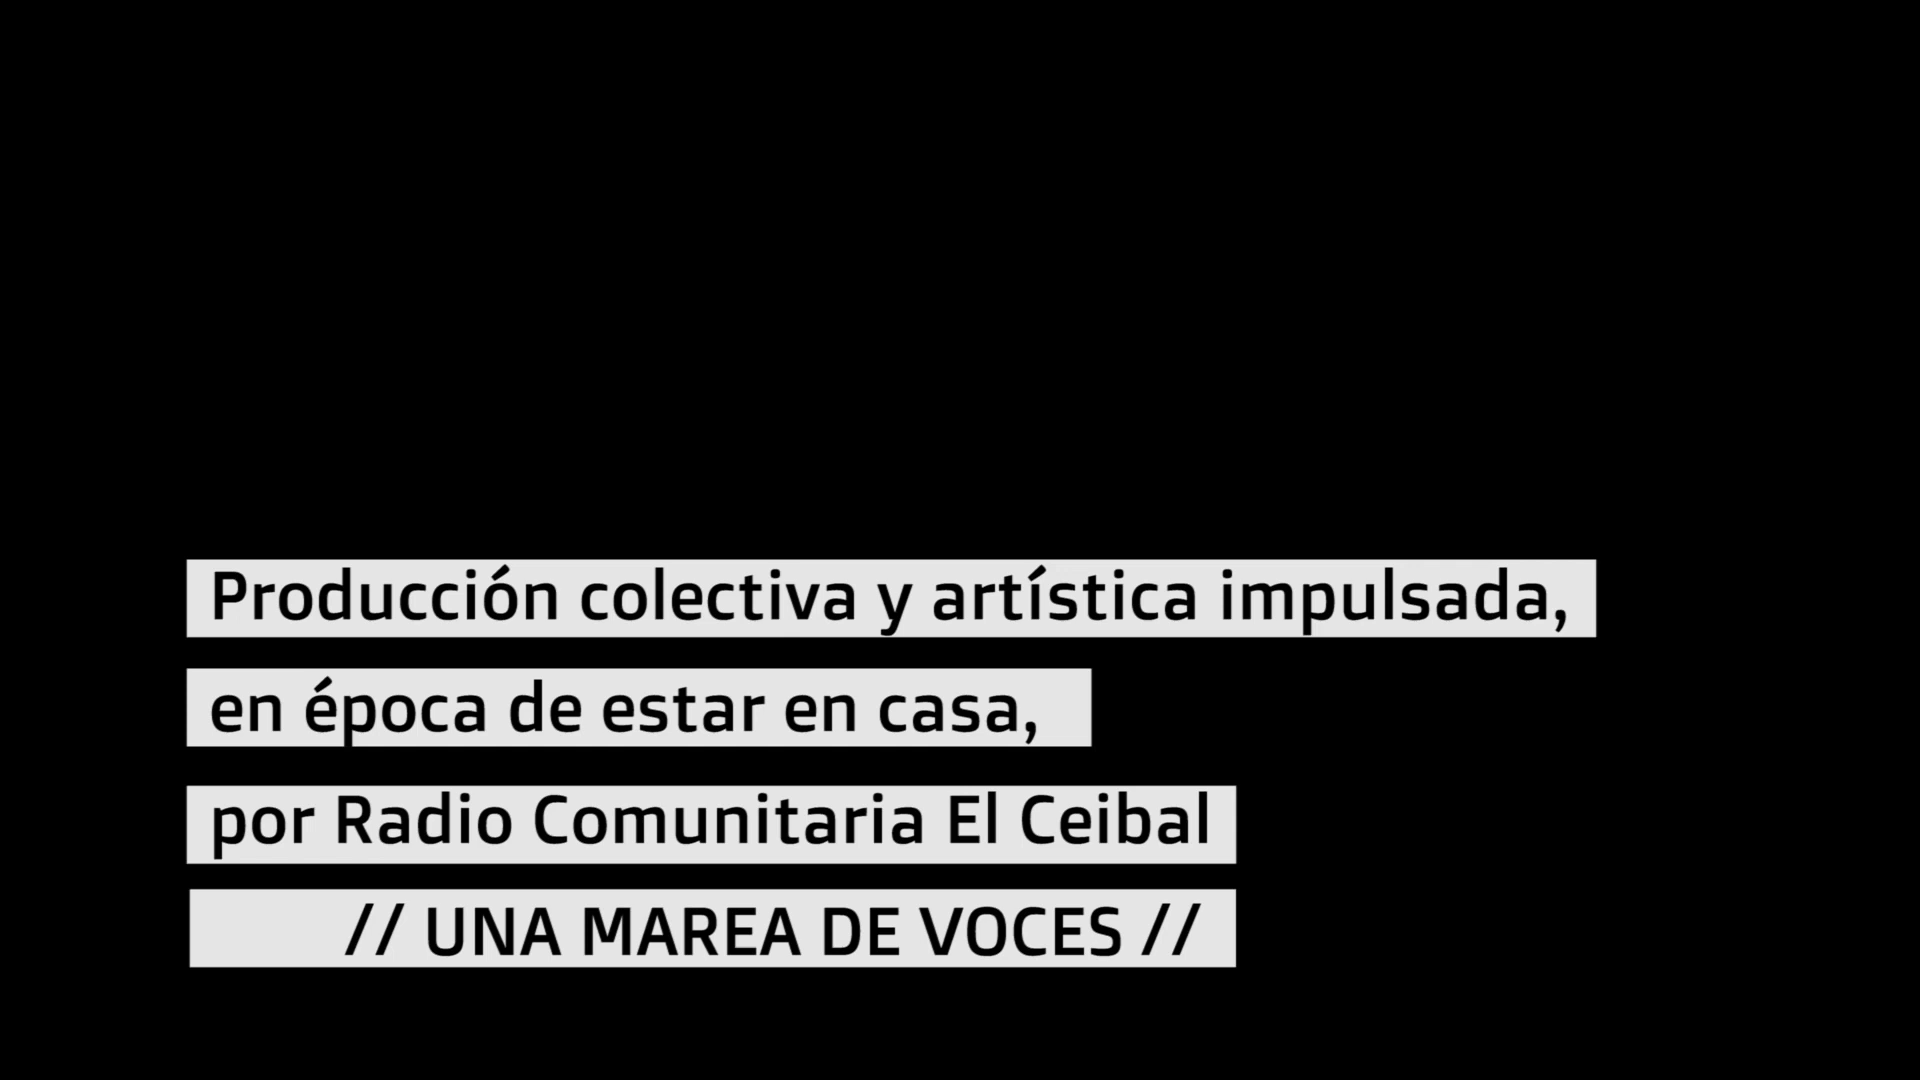 Producción colectiva y artística impulsada,
en época de estar en casa,
por Radio Comunitaria El Ceibal
// UNA MAREA DE VOCES //